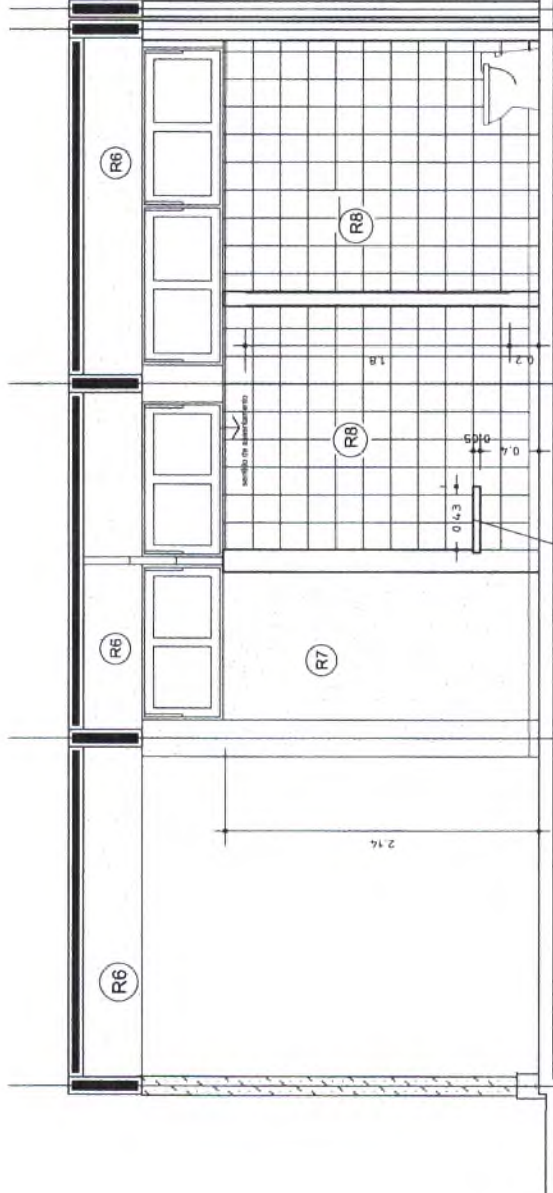 R6
R6
R6
sentido de assentamento
R7
R8
R8
2.14
1.8
0.43
0.05
0.4
0.2